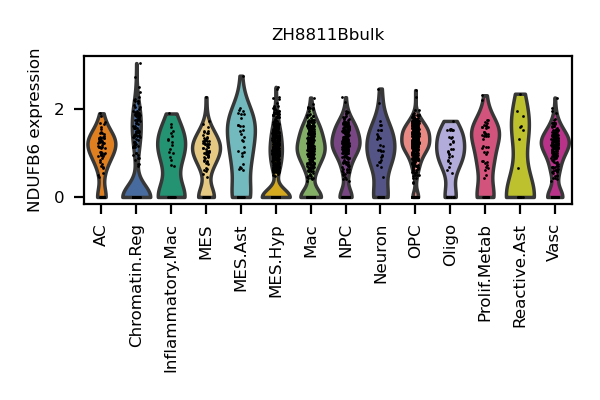 ZH8811Bbulk
NDUFB6 expression
2
0
AC
Chromatin.Reg
Inflammatory.Mac
MES
MES.Ast
MES.Hyp
Mac
NPC
Neuron
OPC
Oligo
Prolif.Metab
Reactive.Ast
Vasc